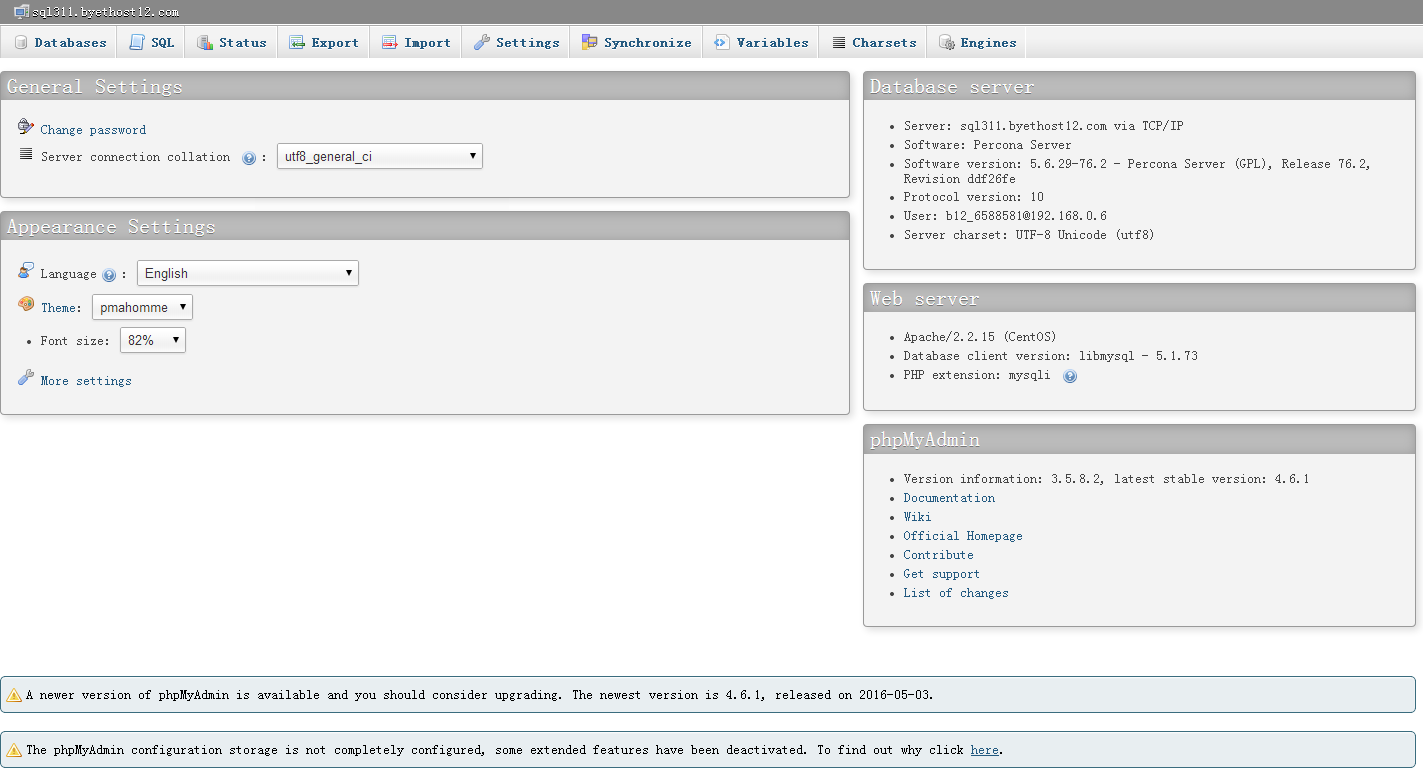 sql311.byethost12.com
Databases SQL Status Export Import Settings Synchronize Variables Charsets Engines
General Settings
Change password
Server connection collation : utf8_general_ci
Appearance Settings
Language : English
Theme: pmahomme
Font size: 82%
More settings
Database server
Server: sql311.byethost12.com via TCP/IP
Software: Percona Server
Software version: 5.6.29-76.2 - Percona Server (GPL), Release 76.2,
Revision ddf26fe
Protocol version: 10
User: b12_6588581@192.168.0.6
Server charset: UTF-8 Unicode (utf8)
Web server
Apache/2.2.15 (CentOS)
Database client version: libmysql - 5.1.73
PHP extension: mysqli
phpMyAdmin
Version information: 3.5.8.2, latest stable version: 4.6.1
Documentation
Wiki
Official Homepage
Contribute
Get support
List of changes
A newer version of phpMyAdmin is available and you should consider upgrading. The newest version is 4.6.1, released on 2016-05-03.
The phpMyAdmin configuration storage is not completely configured, some extended features have been deactivated. To find out why click here.